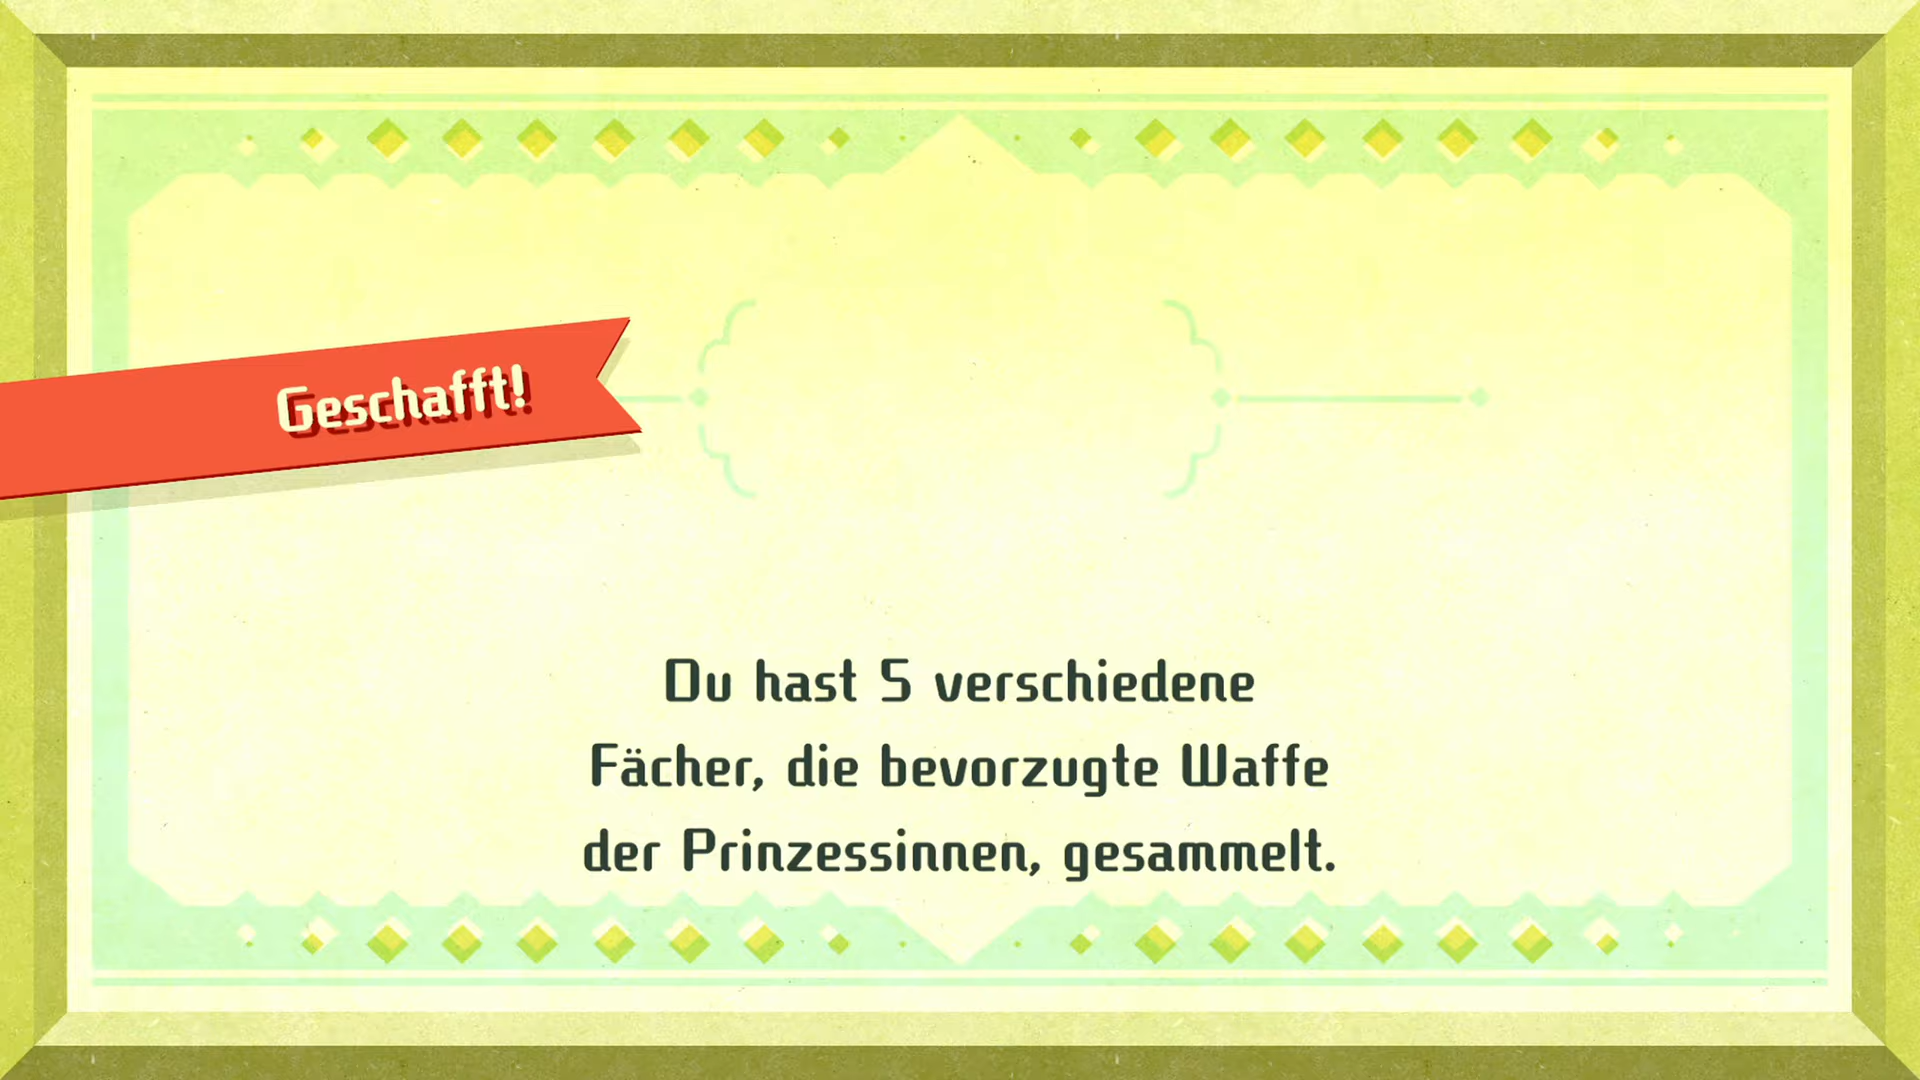 Geschafft!
Du hast 5 verschiedene
Fächer, die bevorzugte Waffe
der Prinzessinnen, gesammelt.